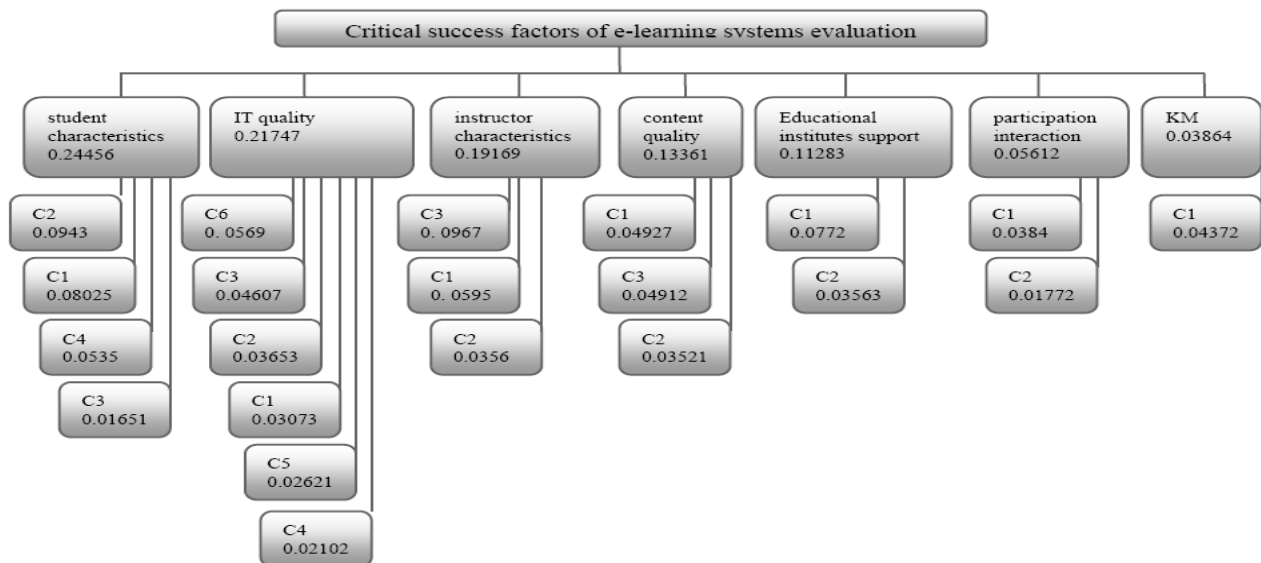 Critical success factors of e-learning systems evaluation
student
characteristics
0.24456
IT quality
0.21747
instructor
characteristics
0.19169
content
quality
0.13361
Educational
institutes support
0.11283
participation
interaction
0.05612
KM
0.03864
C2
0.0943
C1
0.08025
C4
0.0535
C3
0.01651
C6
0. 0569
C3
0.04607
C2
0.03653
C1
0.03073
C5
0.02621
C4
0.02102
C3
0. 0967
C1
0. 0595
C2
0.0356
C1
0.04927
C3
0.04912
C2
0.03521
C1
0.0772
C2
0.03563
C1
0.0384
C2
0.01772
C1
0.04372